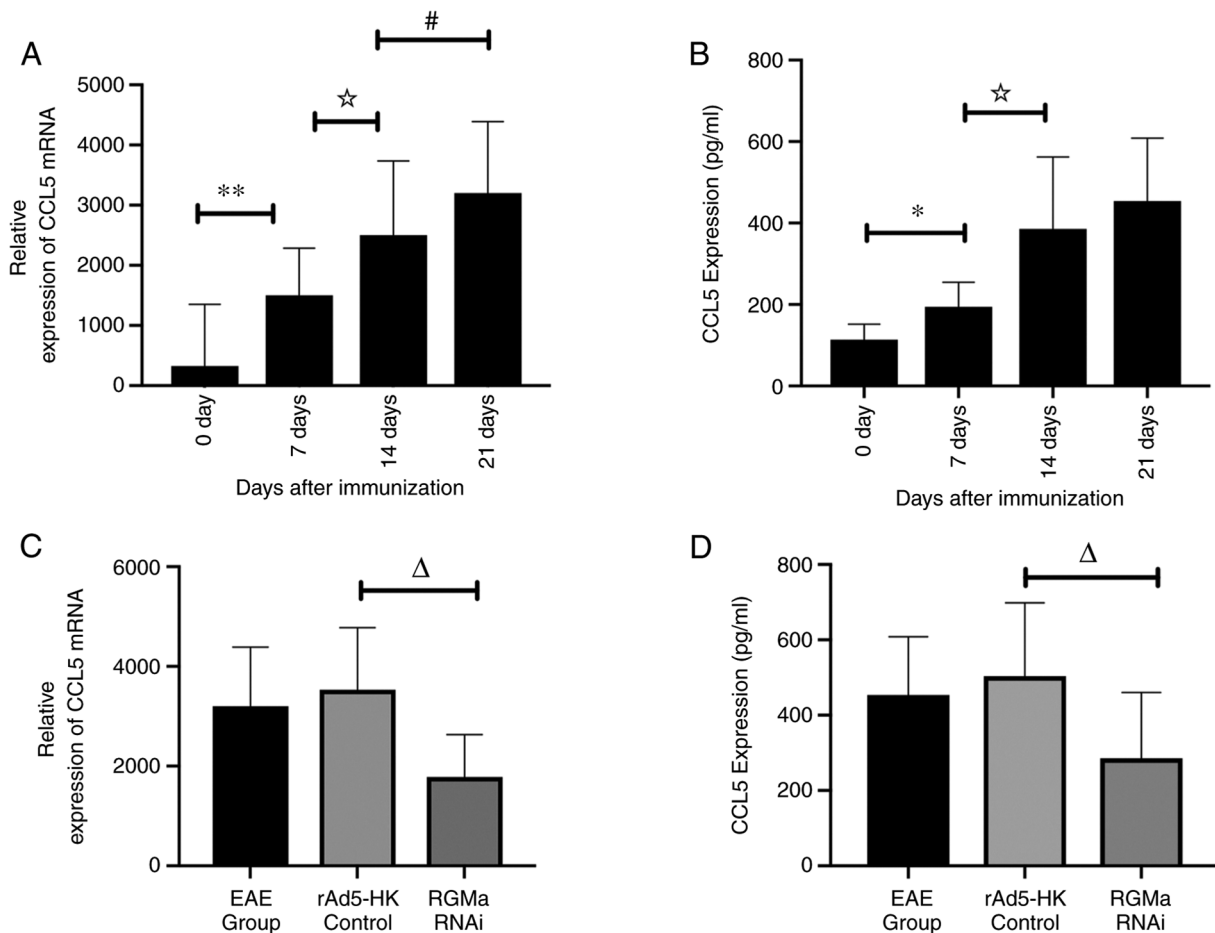 A
Relative
expression of CCL5 mRNA
5000
4000
3000
2000
1000
0
**
☆
#
0 day
7 days
14 days
21 days
Days after immunization
B
CCL5 Expression (pg/ml)
800
600
400
200
0
*
☆
0 day
7 days
14 days
21 days
Days after immunization
C
Relative
expression of CCL5 mRNA
6000
4000
2000
0
Δ
EAE
Group
rAd5-HK
Control
RGMa
RNAi
D
CCL5 Expression (pg/ml)
800
600
400
200
0
Δ
EAE
Group
rAd5-HK
Control
RGMa
RNAi